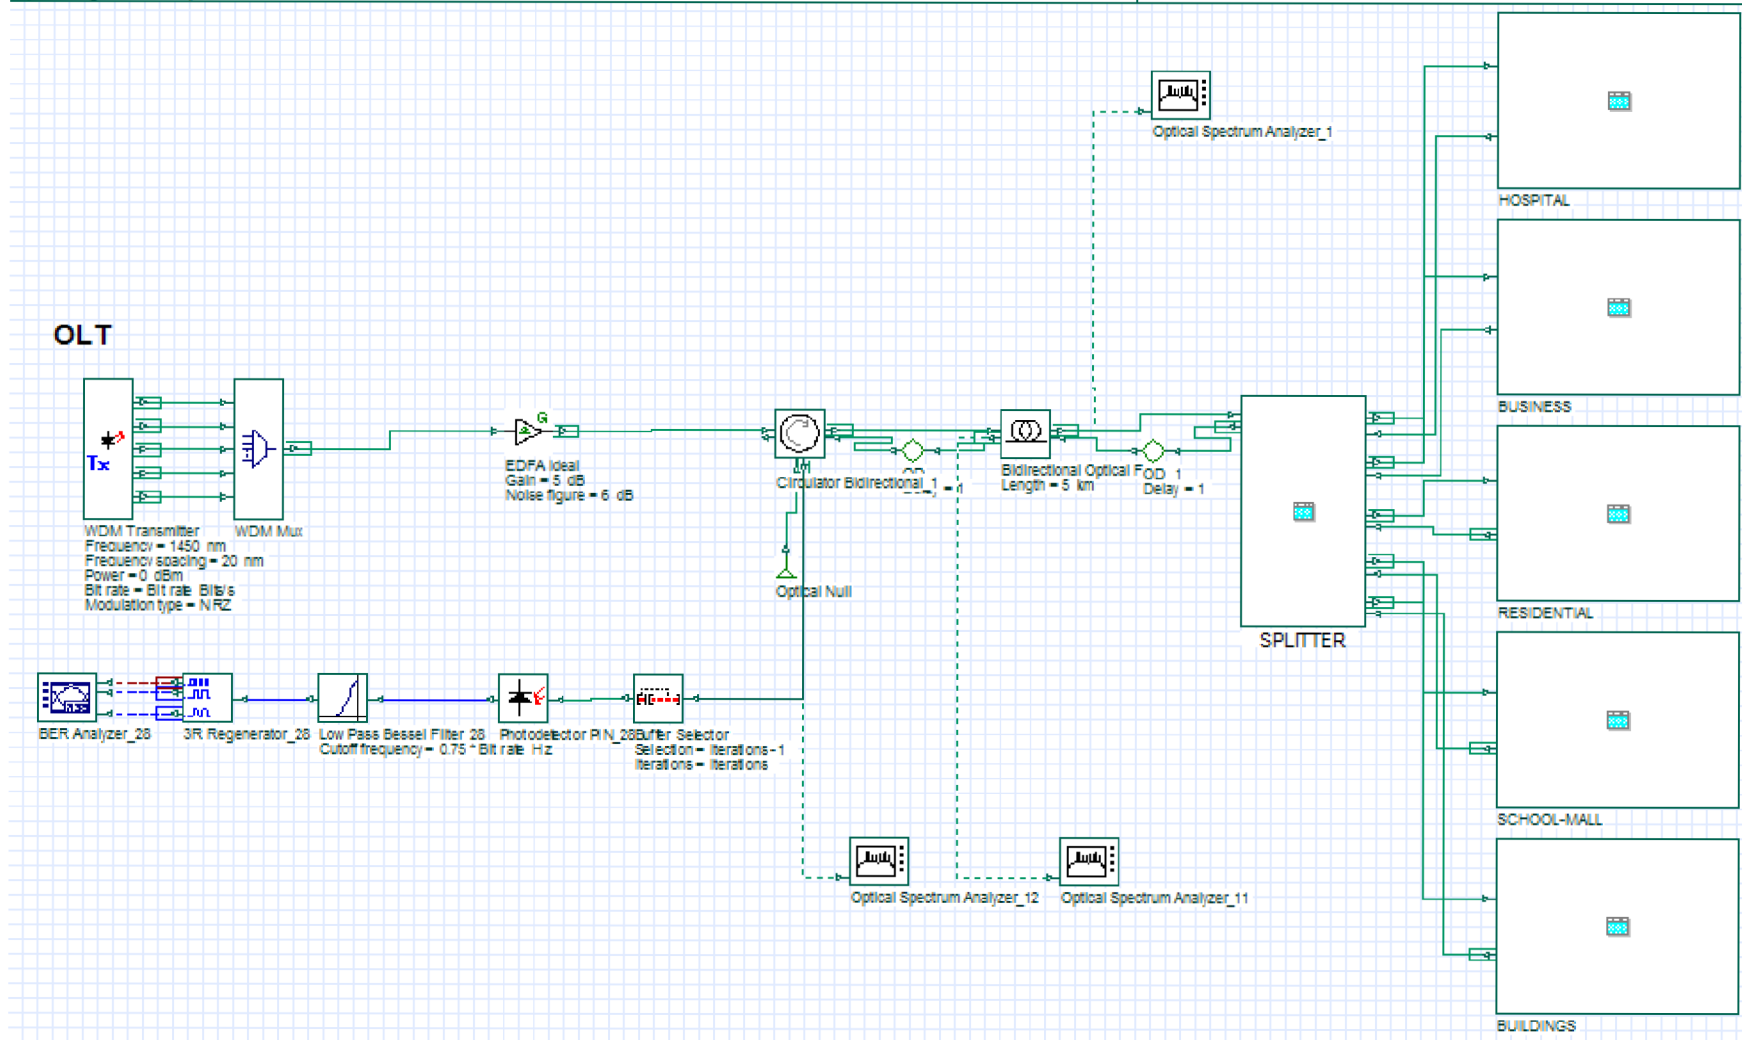 Optical Spectrum Analyzer_1
HOSPITAL
BUSINESS
OLT
G
Tx
EDFA Ideal
Gain = 5 dB
Noise figure = 6 dB
Circulator Bidirectional_1
OD
= 1
Bidirectional Optical F
Length = 5 km
OD_1
Delay = 1
WDM Transmitter
Frequency = 1450 nm
Frequency spacing = 20 nm
Power = 0 dBm
Bit rate = Bit rate Bits/s
Modulation type = NRZ
WDM Mux
Optical Null
SPLITTER
RESIDENTIAL
BER Analyzer_28
3R Regenerator_28
Low Pass Bessel Filter 28
Cutoff frequency = 0.75 * Bit rate Hz
Photodetector PIN_28
Buffer Selector
Selection = Iterations-1
Iterations = Iterations
SCHOOL-MALL
Optical Spectrum Analyzer_12
Optical Spectrum Analyzer_11
BUILDINGS